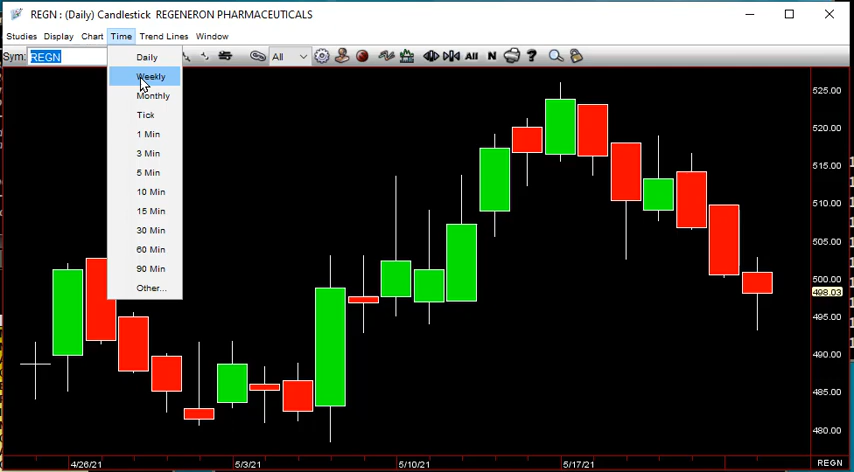 REGN : (Daily) Candlestick REGENERON PHARMACEUTICALS
Studies Display Chart Time Trend Lines Window
Sym: REGN All All N ?
Daily
Weekly
Monthly
Tick
1 Min
3 Min
5 Min
10 Min
15 Min
30 Min
60 Min
90 Min
Other...
525.00
520.00
515.00
510.00
505.00
500.00
498.03
495.00
490.00
485.00
480.00
4/26/21 5/3/21 5/10/21 5/17/21 REGN